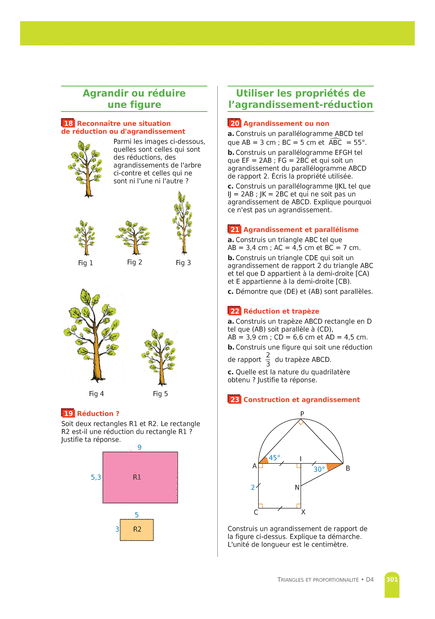 Agrandir ou réduire
une figure
18 Reconnaître une situation
de réduction ou d'agrandissement
Parmi les images ci-dessous,
quelles sont celles qui sont
des réductions, des
agrandissements de l'arbre
ci-contre et celles qui ne
sont ni l'une ni l'autre ?
Fig 1
Fig 2
Fig 3
Fig 4
Fig 5
19 Réduction ?
Soit deux rectangles R1 et R2. Le rectangle
R2 est-il une réduction du rectangle R1 ?
Justifie ta réponse.
9
5,3
R1
5
3
R2
Utiliser les propriétés de
l'agrandissement-réduction
20 Agrandissement ou non
a. Construis un parallélogramme ABCD tel
que AB = 3 cm ; BC = 5 cm et ABC = 55°.
b. Construis un parallélogramme EFGH tel
que EF = 2AB ; FG = 2BC et qui soit un
agrandissement du parallélogramme ABCD
de rapport 2. Écris la propriété utilisée.
c. Construis un parallélogramme IJKL tel que
IJ = 2AB ; JK = 2BC et qui ne soit pas un
agrandissement de ABCD. Explique pourquoi
ce n'est pas un agrandissement.
21 Agrandissement et parallélisme
a. Construis un triangle ABC tel que
AB = 3,4 cm ; AC = 4,5 cm et BC = 7 cm.
b. Construis un triangle CDE qui soit un
agrandissement de rapport 2 du triangle ABC
et tel que D appartient à la demi-droite [CA)
et E appartienne à la demi-droite [CB).
c. Démontre que (DE) et (AB) sont parallèles.
22 Réduction et trapèze
a. Construis un trapèze ABCD rectangle en D
tel que (AB) soit parallèle à (CD),
AB = 3,9 cm ; CD = 6,6 cm et AD = 4,5 cm.
b. Construis une figure qui soit une réduction
de rapport 2/3 du trapèze ABCD.
c. Quelle est la nature du quadrilatère
obtenu ? Justifie ta réponse.
23 Construction et agrandissement
P
45°
I
A
30°
B
2
N
C
X
Construis un agrandissement de rapport de
la figure ci-dessus. Explique ta démarche.
L'unité de longueur est le centimètre.
TRIANGLES ET PROPORTIONNALITÉ • D4
301